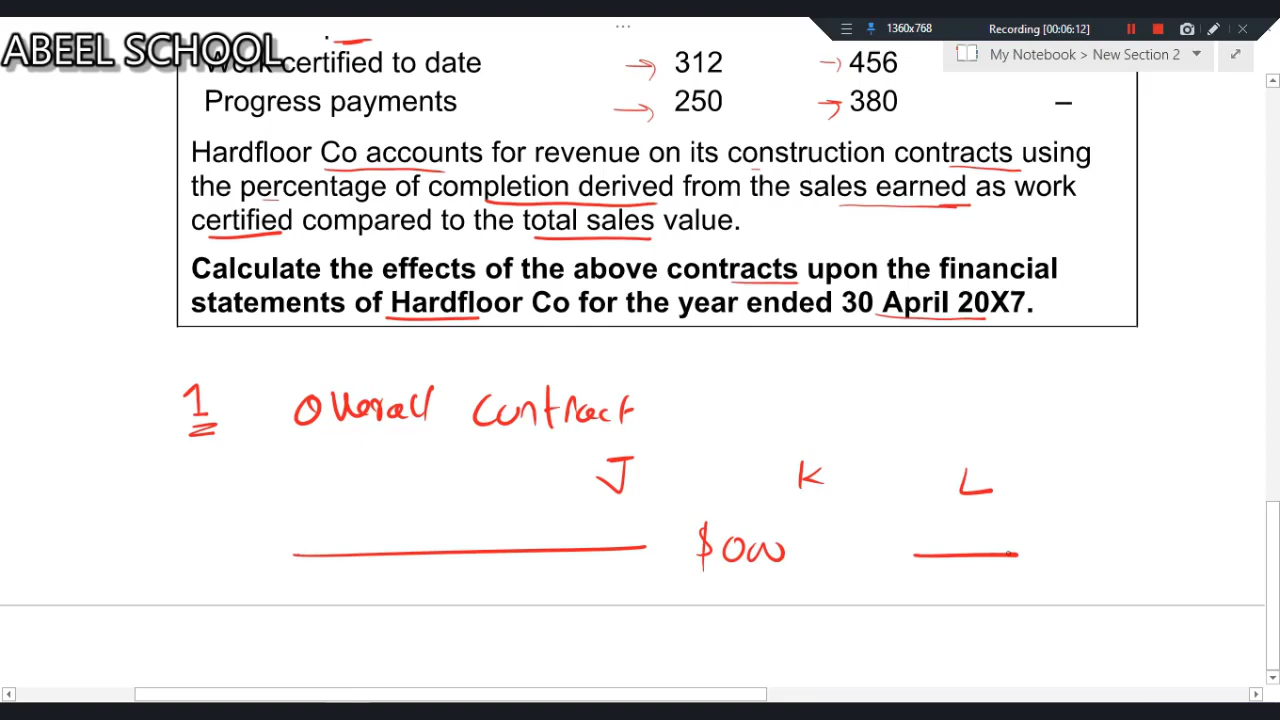 1360x768 Recording [00:06:12]
ABEEL SCHOOL
My Notebook > New Section 2
Work certified to date 312 456
Progress payments 250 380 –
Hardfloor Co accounts for revenue on its construction contracts using
the percentage of completion derived from the sales earned as work
certified compared to the total sales value.
Calculate the effects of the above contracts upon the financial
statements of Hardfloor Co for the year ended 30 April 20X7.
1 Overall contract
J K L
$000